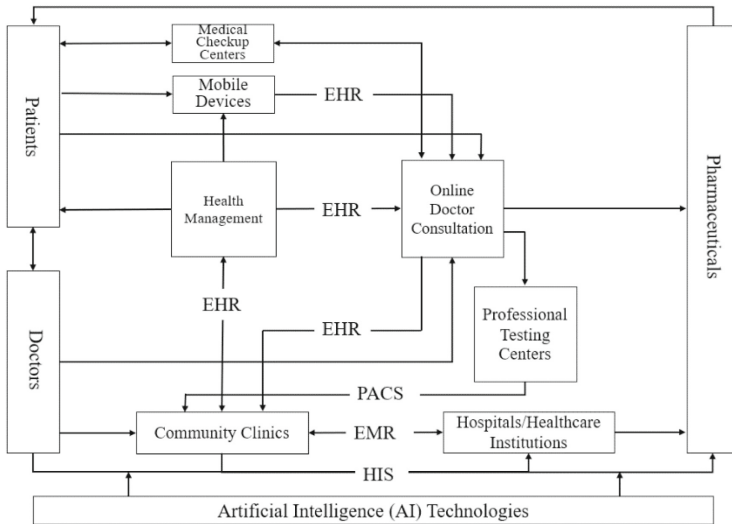 Medical
Checkup
Centers
Mobile
Devices
EHR
Patients
Pharmaceuticals
Health
Management
EHR
Online
Doctor
Consultation
EHR
EHR
Professional
Testing
Centers
Doctors
PACS
Community Clinics
EMR
Hospitals/Healthcare
Institutions
HIS
Artificial Intelligence (AI) Technologies